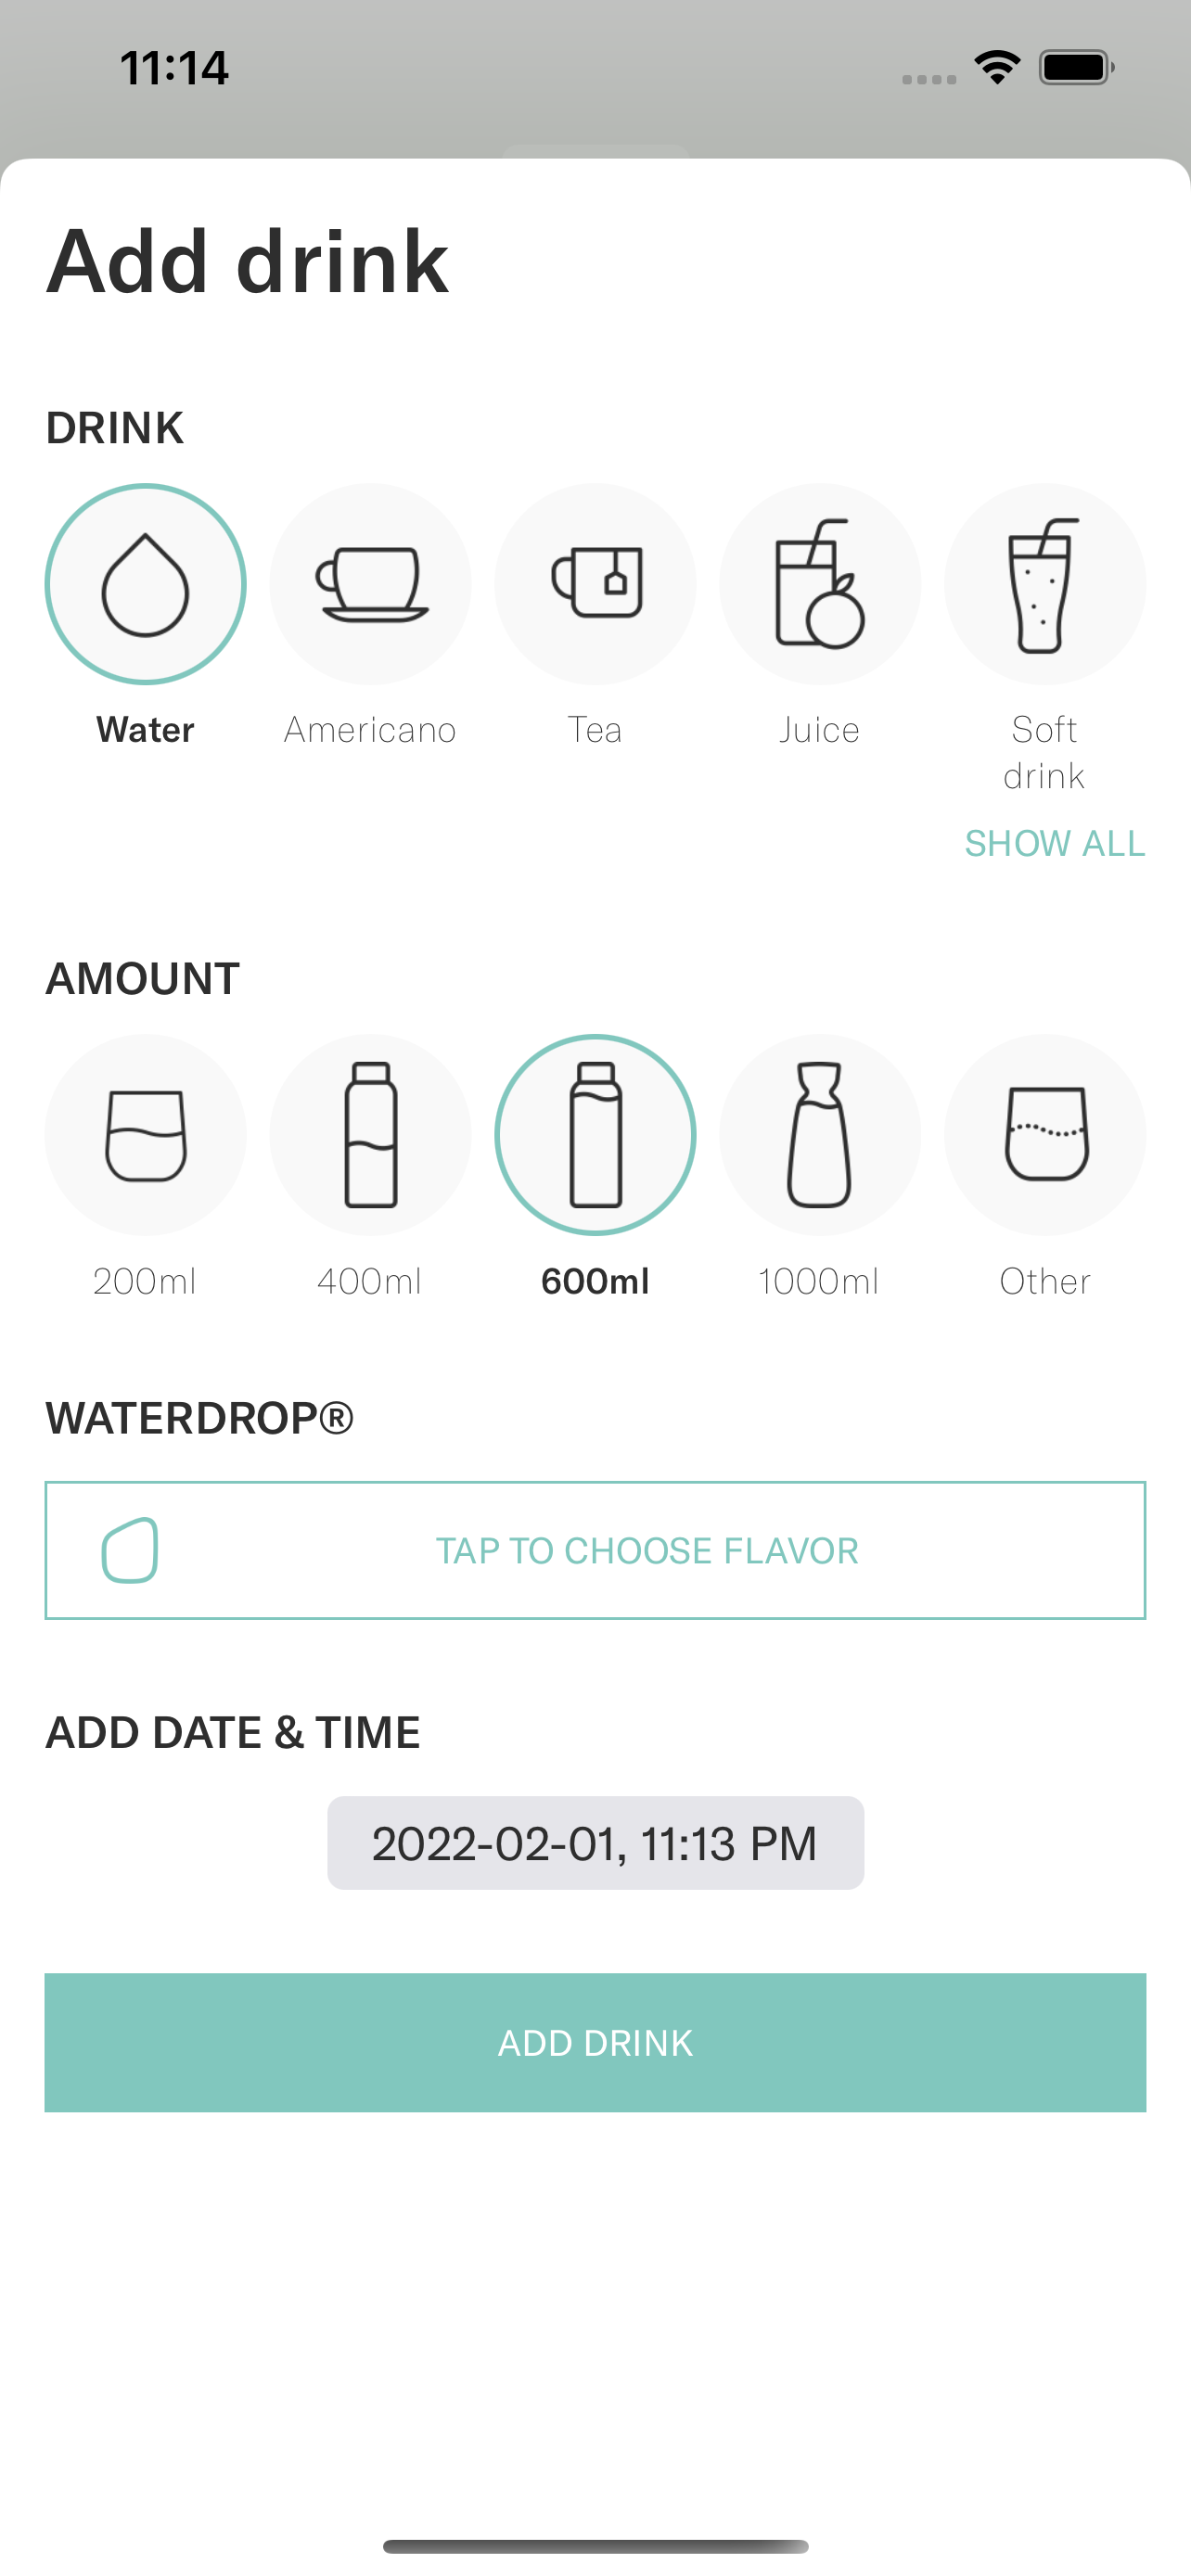 11:14
Add drink
DRINK
Water
Americano
Tea
Juice
Soft
drink
SHOW ALL
AMOUNT
200ml
400ml
600ml
1000ml
Other
WATERDROP®
TAP TO CHOOSE FLAVOR
ADD DATE & TIME
2022-02-01, 11:13 PM
ADD DRINK